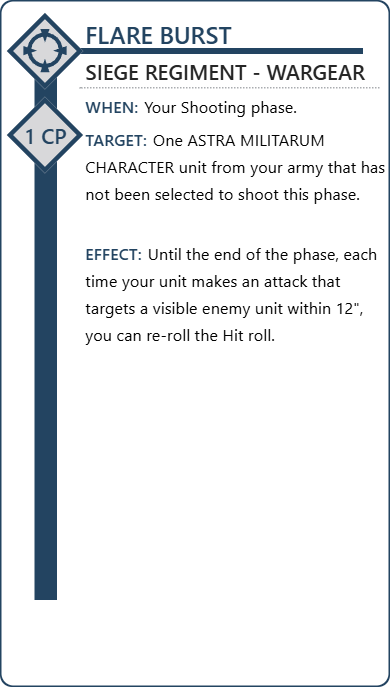 FLARE BURST
SIEGE REGIMENT - WARGEAR
1 CP
WHEN: Your Shooting phase.
TARGET: One ASTRA MILITARUM
CHARACTER unit from your army that has
not been selected to shoot this phase.
EFFECT: Until the end of the phase, each
time your unit makes an attack that
targets a visible enemy unit within 12",
you can re-roll the Hit roll.